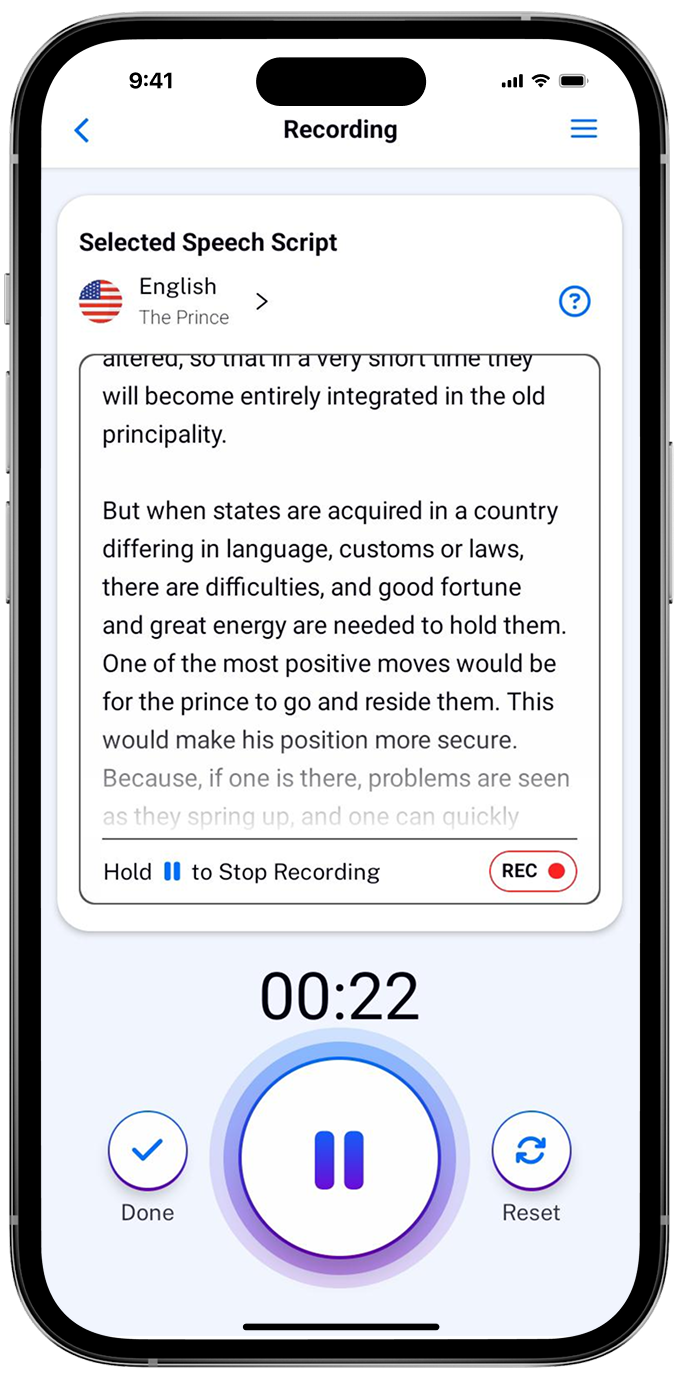 9:41
Recording
Selected Speech Script
English
The Prince
altered, so that in a very short time they
will become entirely integrated in the old
principality.
But when states are acquired in a country
differing in language, customs or laws,
there are difficulties, and good fortune
and great energy are needed to hold them.
One of the most positive moves would be
for the prince to go and reside them. This
would make his position more secure.
Because, if one is there, problems are seen
as they spring up, and one can quickly
Hold to Stop Recording
REC
00:22
Done
Reset